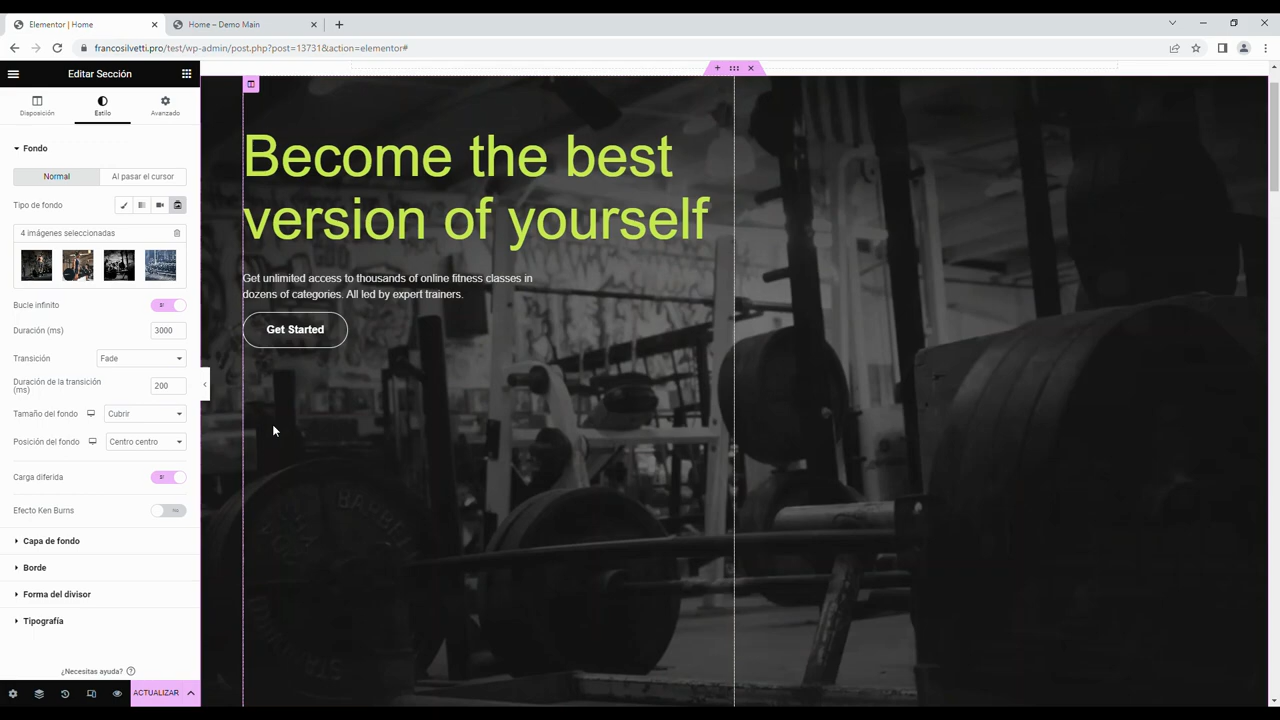 Elementor | Home
Home – Demo Main
francosilvetti.pro/test/wp-admin/post.php?post=13731&action=elementor#
Editar Sección
Disposición
Estilo
Avanzado
Fondo
Normal
Al pasar el cursor
Tipo de fondo
4 imágenes seleccionadas
Bucle infinito
Duración (ms)
3000
Transición
Fade
Duración de la transición
(ms)
200
Tamaño del fondo
Cubrir
Posición del fondo
Centro centro
Carga diferida
Efecto Ken Burns
Capa de fondo
Borde
Forma del divisor
Tipografía
¿Necesitas ayuda?
ACTUALIZAR
Become the best
version of yourself
Get unlimited access to thousands of online fitness classes in
dozens of categories. All led by expert trainers.
Get Started